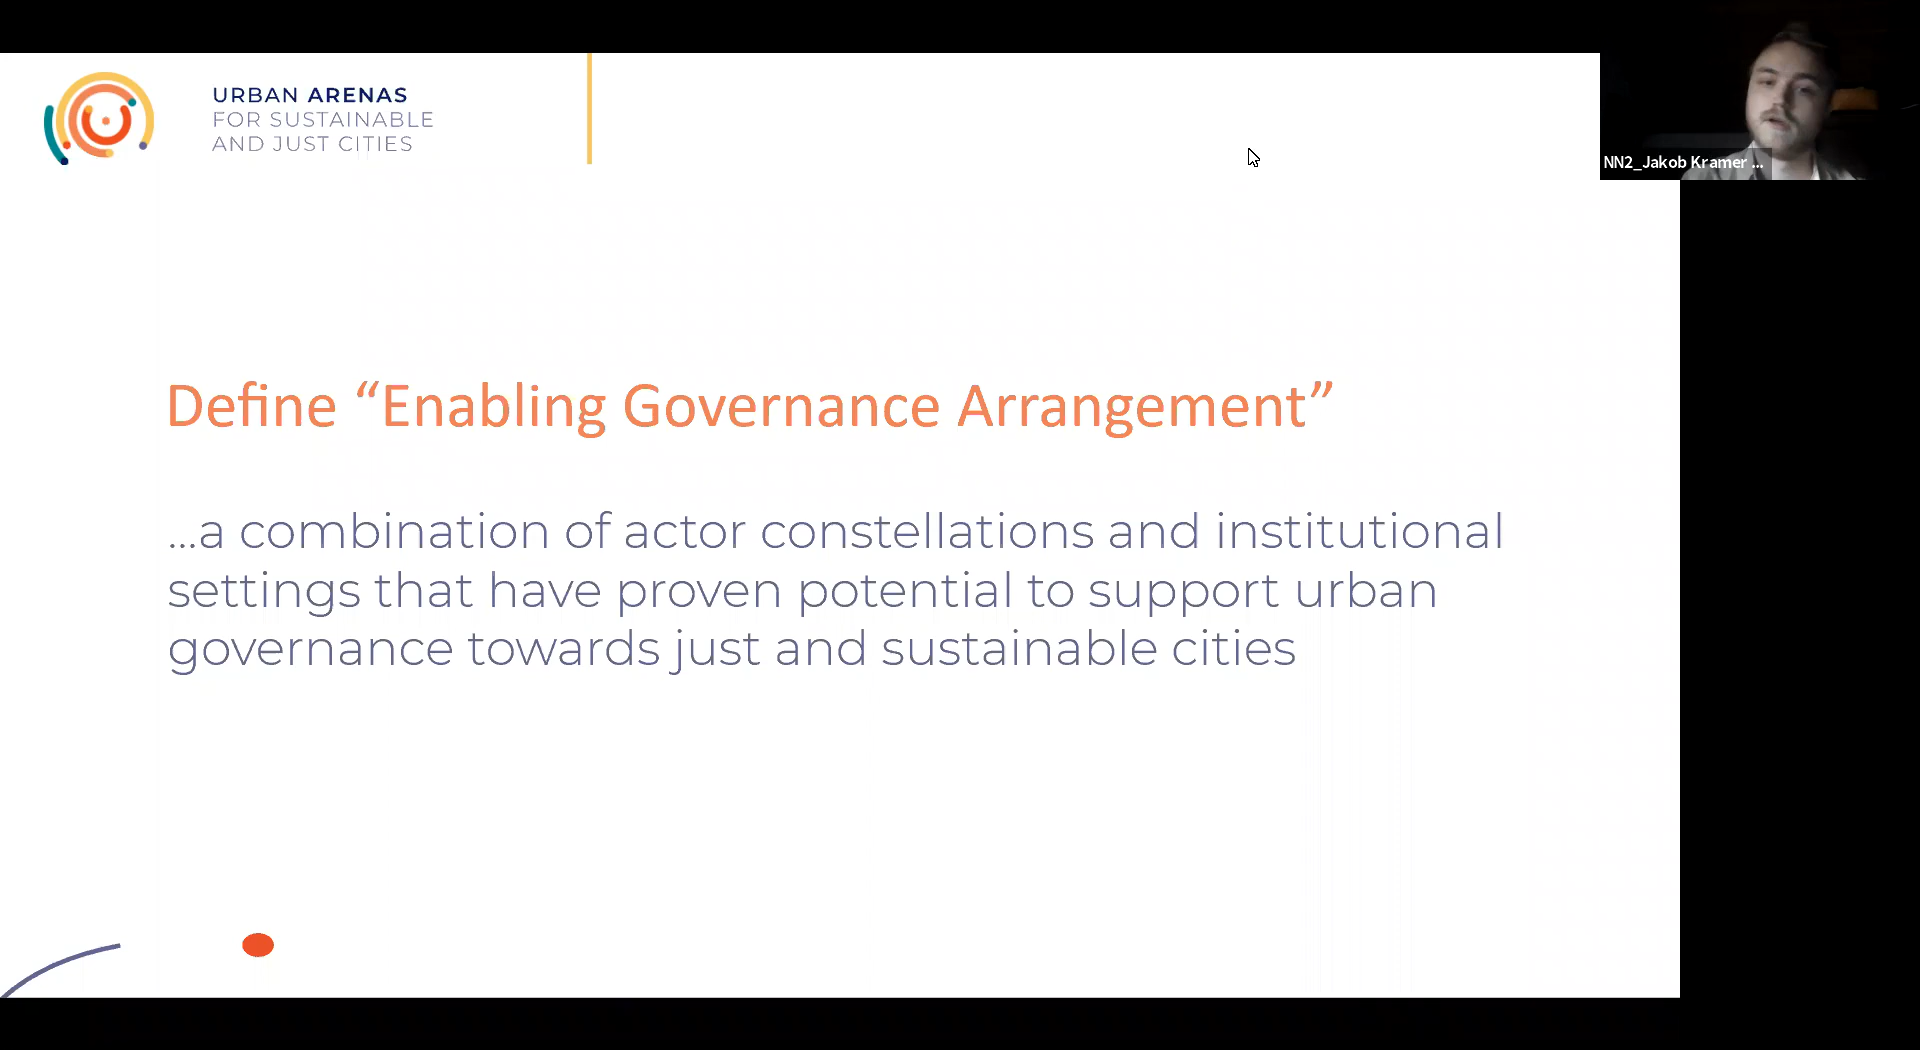 URBAN ARENAS
FOR SUSTAINABLE
AND JUST CITIES
NN2_Jakob Kramer ...
Define “Enabling Governance Arrangement”
...a combination of actor constellations and institutional
settings that have proven potential to support urban
governance towards just and sustainable cities